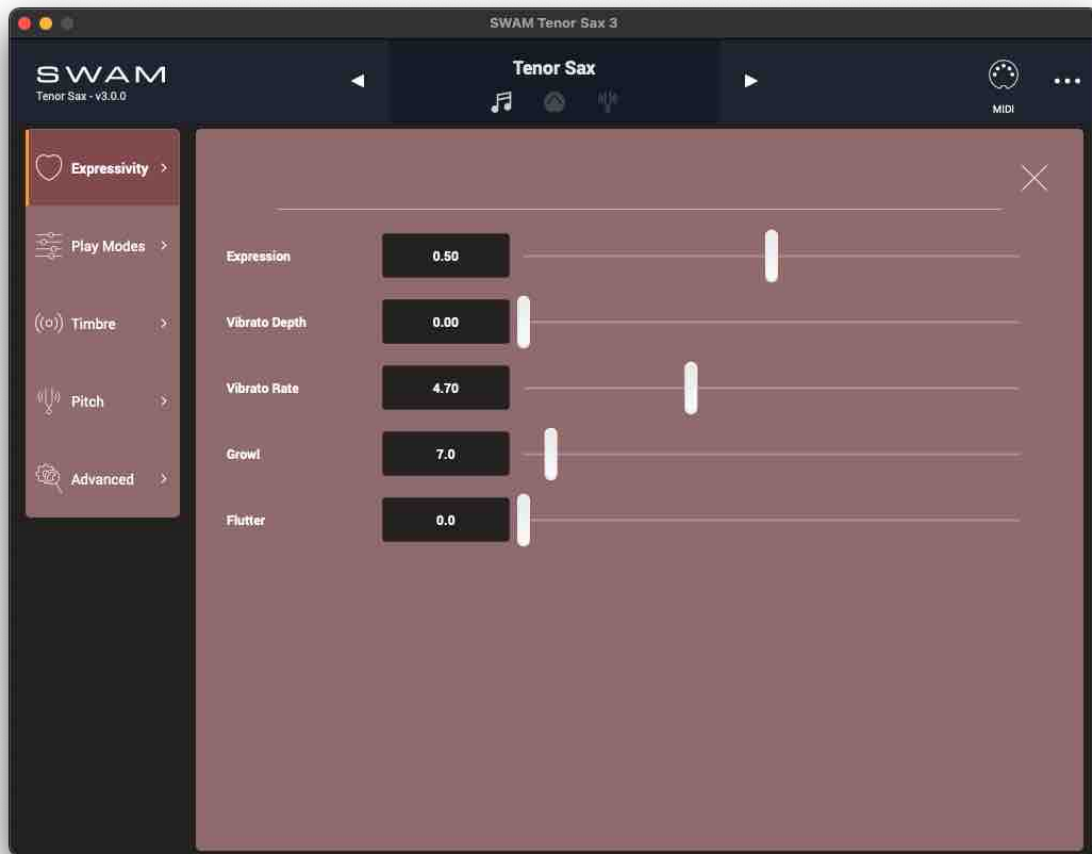 SWAM Tenor Sax 3
SWAM
Tenor Sax - v3.0.0
Tenor Sax
MIDI
Expressivity
Play Modes
Timbre
Pitch
Advanced
Expression 0.50
Vibrato Depth 0.00
Vibrato Rate 4.70
Growl 7.0
Flutter 0.0